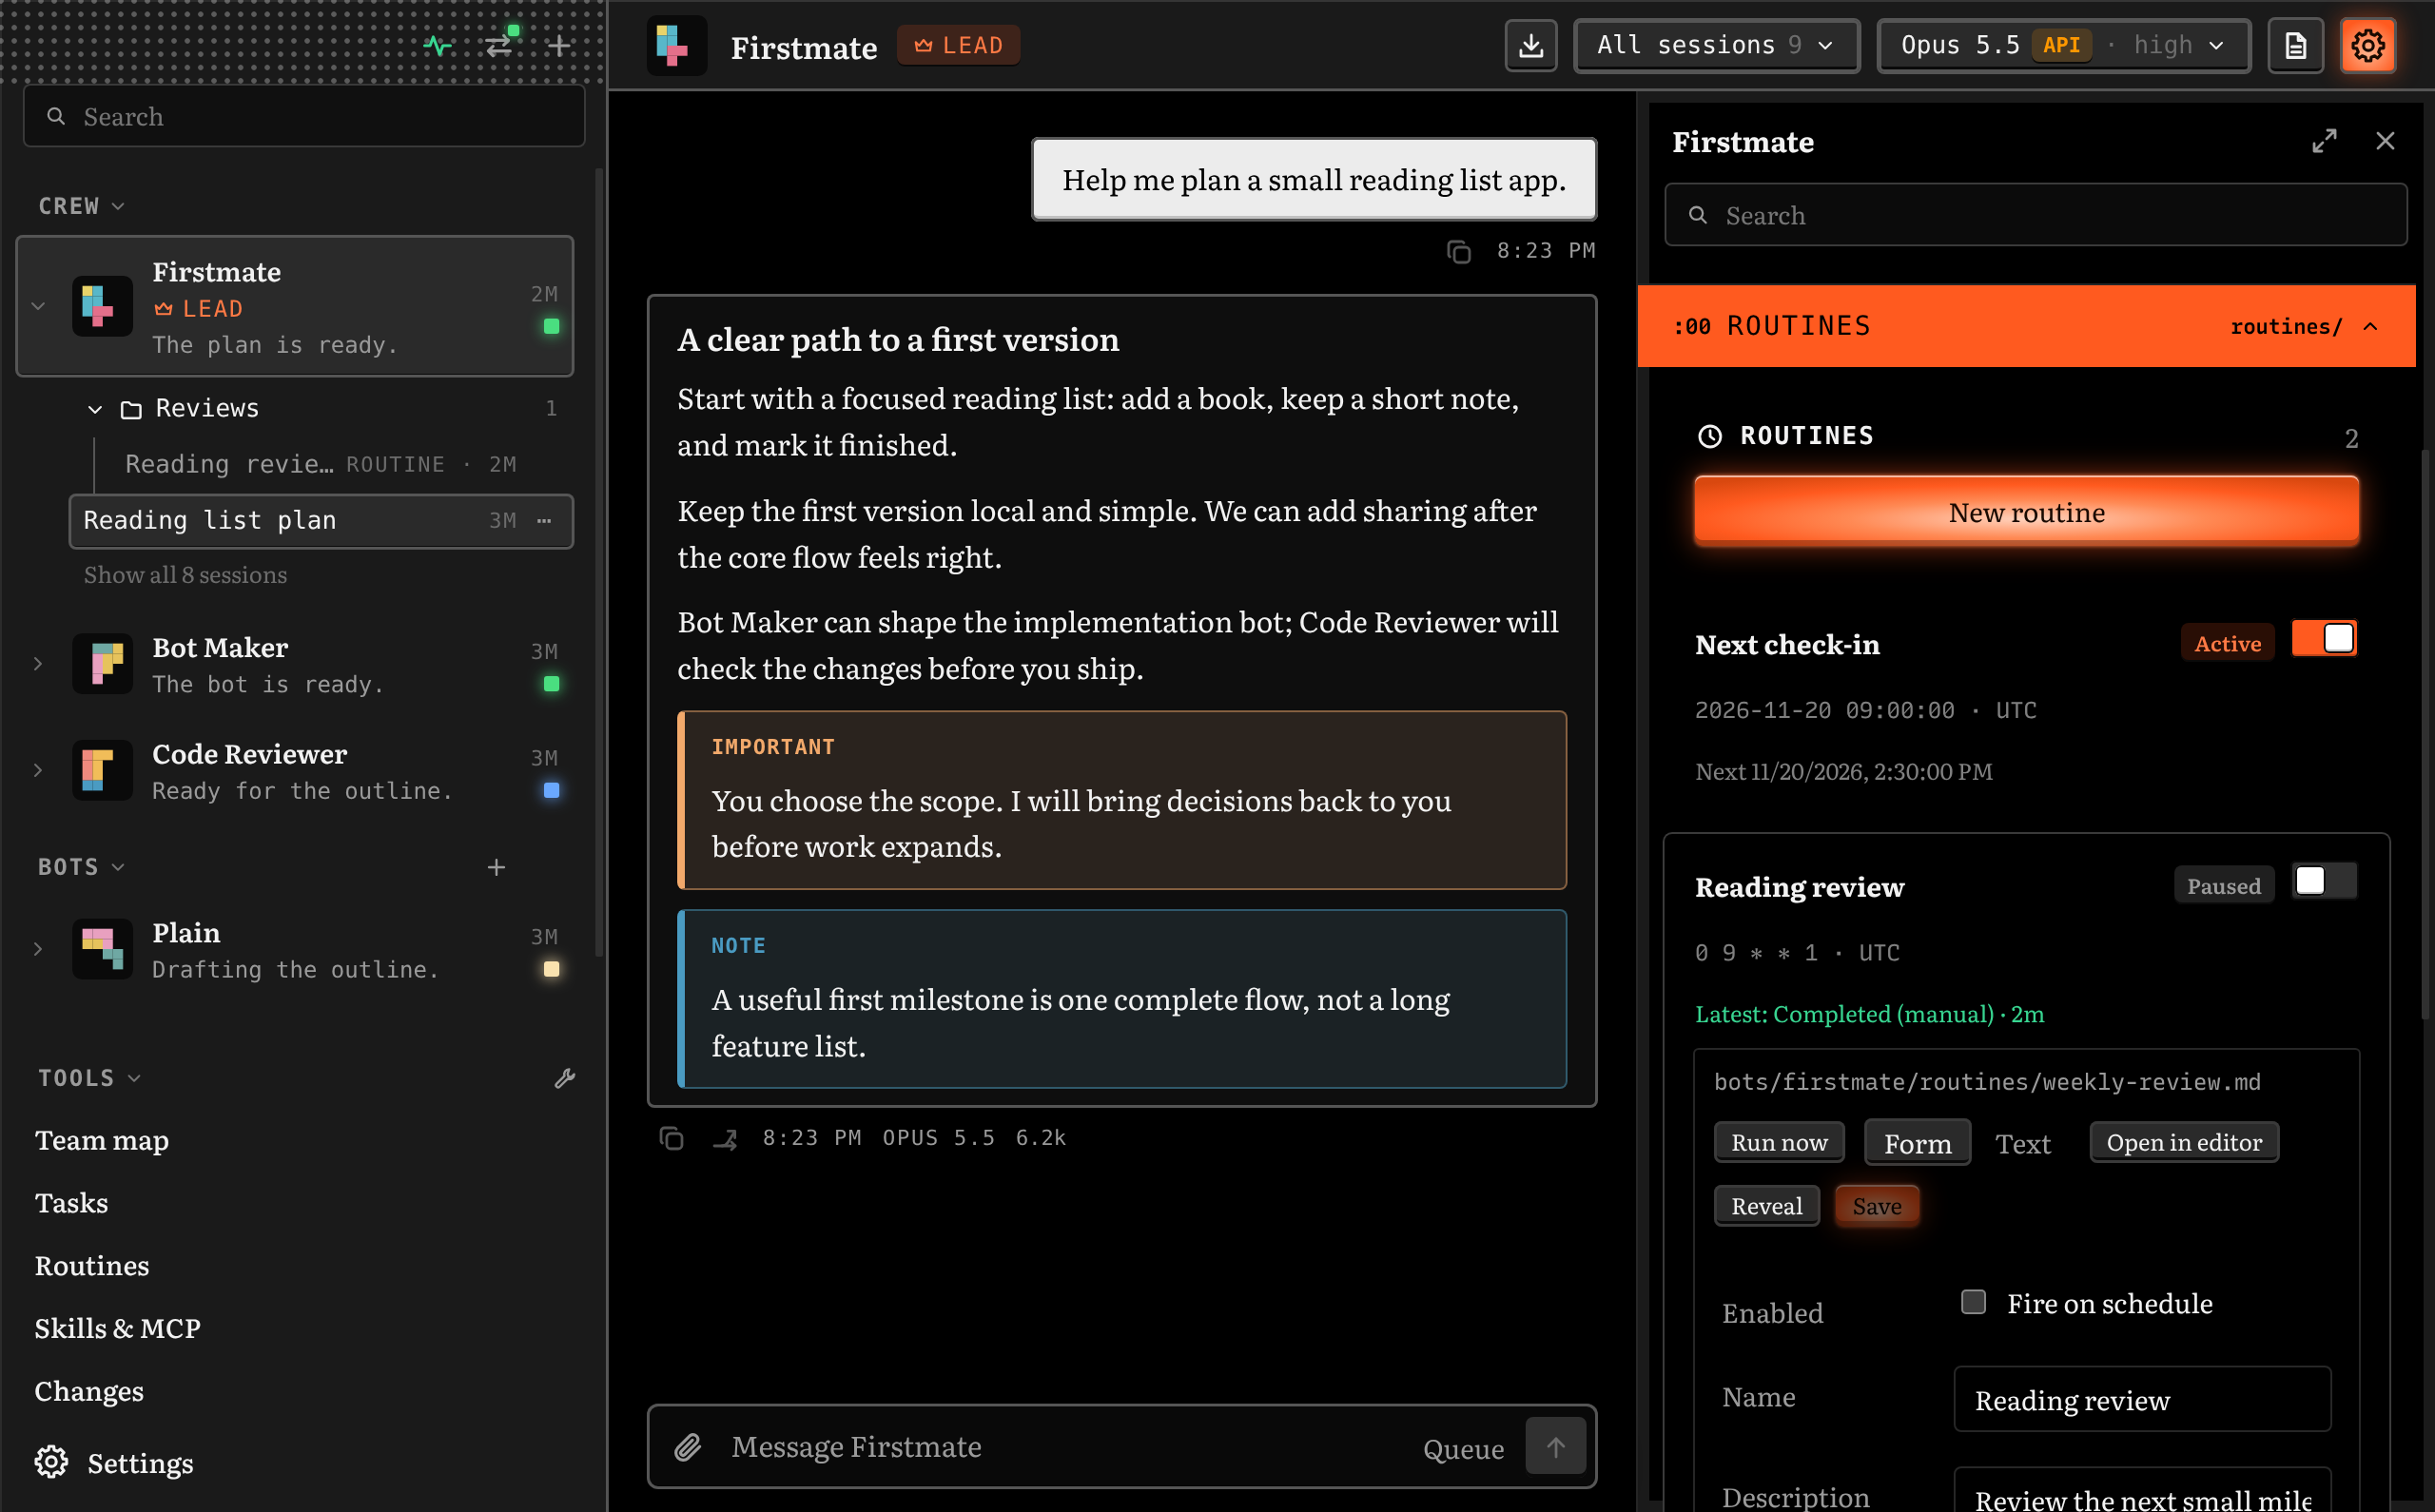 Search
CREW
Firstmate
LEAD
The plan is ready.
2M
Reviews
1
Reading revie… ROUTINE · 2M
Reading list plan
3M
Show all 8 sessions
Bot Maker
The bot is ready.
3M
Code Reviewer
Ready for the outline.
3M
BOTS
Plain
Drafting the outline.
3M
TOOLS
Team map
Tasks
Routines
Skills & MCP
Changes
Settings
Firstmate
LEAD
All sessions 9
Opus 5.5 API · high
Help me plan a small reading list app.
8:23 PM
A clear path to a first version
Start with a focused reading list: add a book, keep a short note,
and mark it finished.
Keep the first version local and simple. We can add sharing after
the core flow feels right.
Bot Maker can shape the implementation bot; Code Reviewer will
check the changes before you ship.
IMPORTANT
You choose the scope. I will bring decisions back to you
before work expands.
NOTE
A useful first milestone is one complete flow, not a long
feature list.
8:23 PM OPUS 5.5 6.2k
Message Firstmate
Queue
Firstmate
Search
:00 ROUTINES
routines/
ROUTINES
2
New routine
Next check-in
Active
2026-11-20 09:00:00 · UTC
Next 11/20/2026, 2:30:00 PM
Reading review
Paused
0 9 * * 1 · UTC
Latest: Completed (manual) · 2m
bots/firstmate/routines/weekly-review.md
Run now
Form
Text
Open in editor
Reveal
Save
Enabled
Fire on schedule
Name
Reading review
Description
Review the next small mile